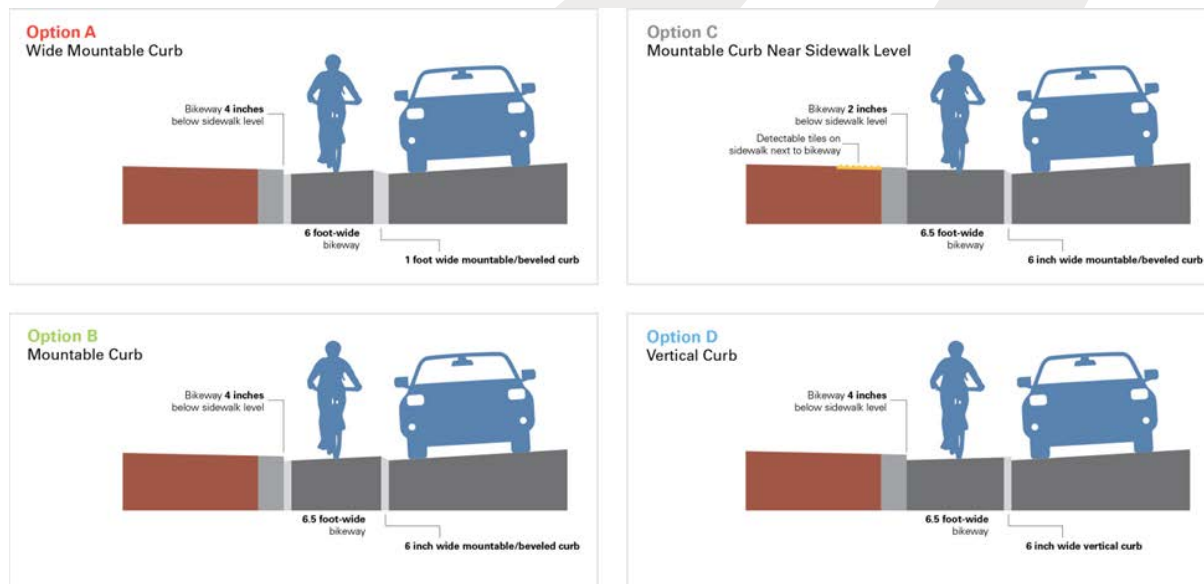 Option A
Wide Mountable Curb
Bikeway 4 inches
below sidewalk level
6 foot-wide
bikeway
1 foot wide mountable/beveled curb
Option C
Mountable Curb Near Sidewalk Level
Bikeway 2 inches
below sidewalk level
Detectable tiles on
sidewalk next to bikeway
6.5 foot-wide
bikeway
6 inch wide mountable/beveled curb
Option B
Mountable Curb
Bikeway 4 inches
below sidewalk level
6.5 foot-wide
bikeway
6 inch wide mountable/beveled curb
Option D
Vertical Curb
Bikeway 4 inches
below sidewalk level
6.5 foot-wide
bikeway
6 inch wide vertical curb